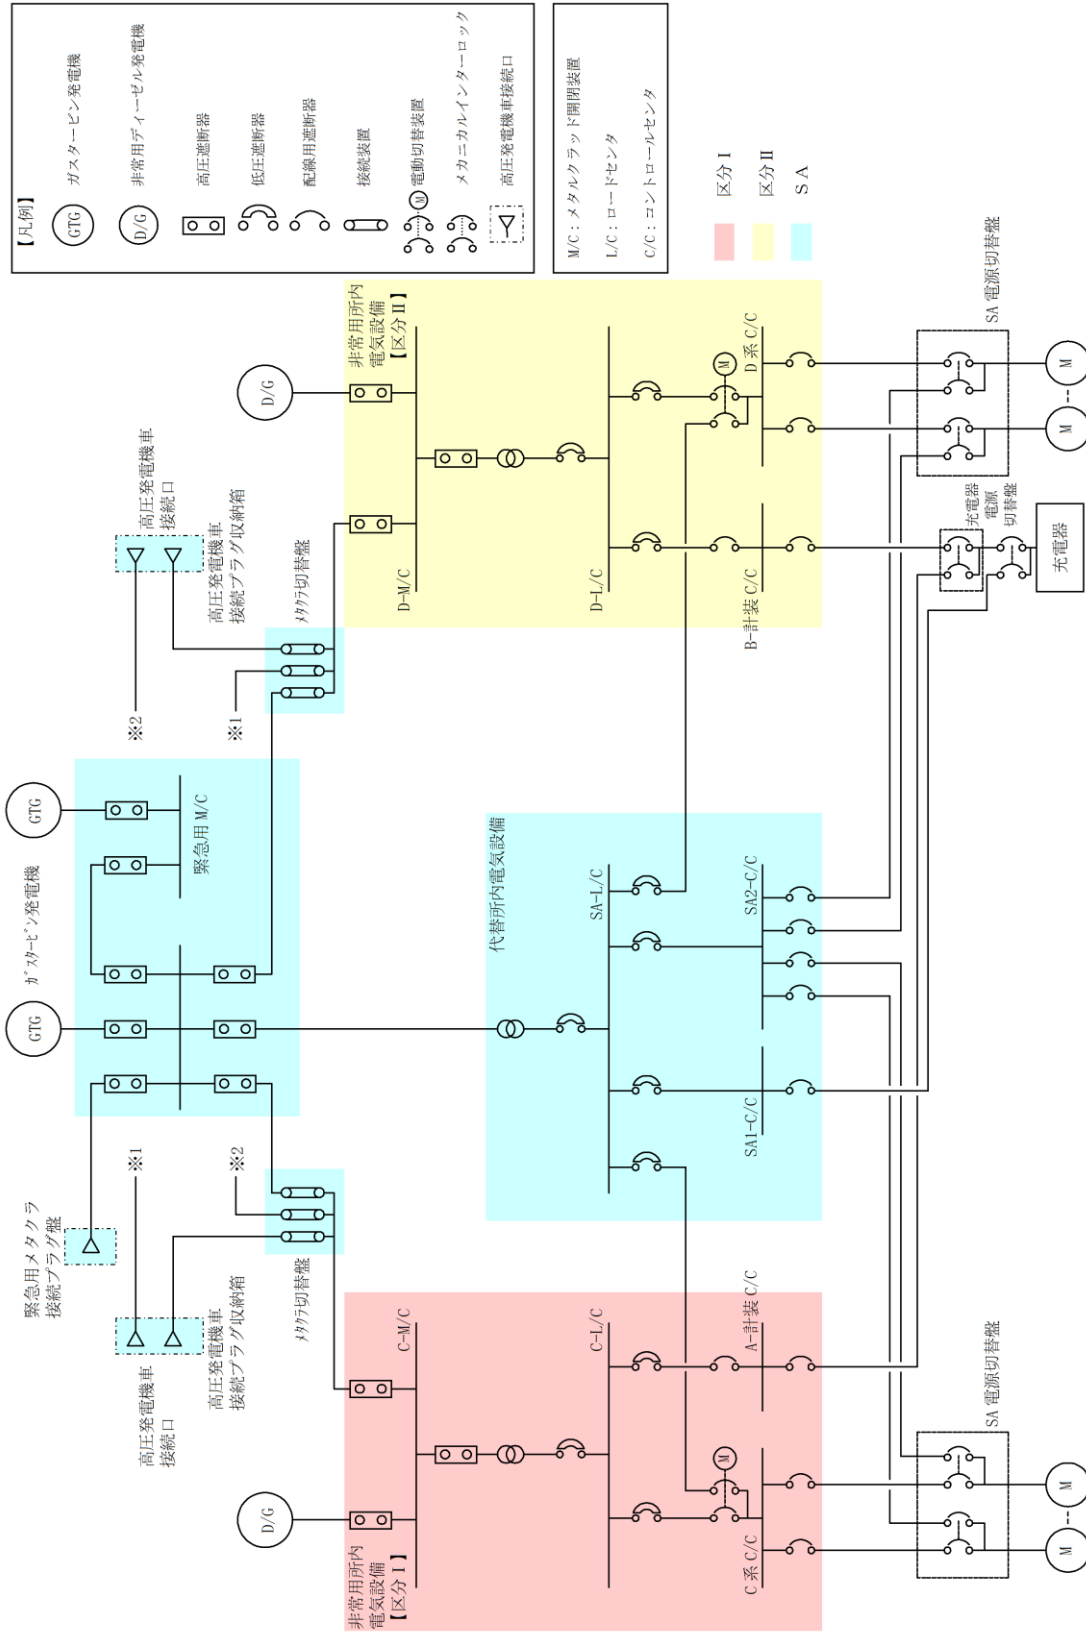 【凡例】
GTG
ガスタービン発電機
D/G
非常用ディーゼル発電機
高圧遮断器
低圧遮断器
配線用遮断器
接続装置
M
電動切替装置
メカニカルインターロック
高圧発電機車接続口
M/C：メタルクラッド開閉装置
L/C：ロードセンタ
C/C：コントロールセンタ
区分Ⅰ
区分Ⅱ
SA
緊急用メタクラ
接続プラグ盤
GTG
ガスタービン発電機
GTG
緊急用 M/C
高圧発電機車
接続口
※1
高圧発電機車
接続プラグ収納箱
※2
メタクラ切替盤
※2
高圧発電機車
接続口
※1
高圧発電機車
接続プラグ収納箱
メタクラ切替盤
D/G
非常用所内
電気設備
【区分Ⅰ】
C-M/C
C-L/C
M
C 系 C/C
A-計装 C/C
代替所内電気設備
SA-L/C
SA1-C/C
SA2-C/C
D/G
非常用所内
電気設備
【区分Ⅱ】
D-M/C
D-L/C
M
B-計装 C/C
D 系 C/C
SA 電源切替盤
M
M
充電器
電源
切替盤
充電器
SA 電源切替盤
M
M